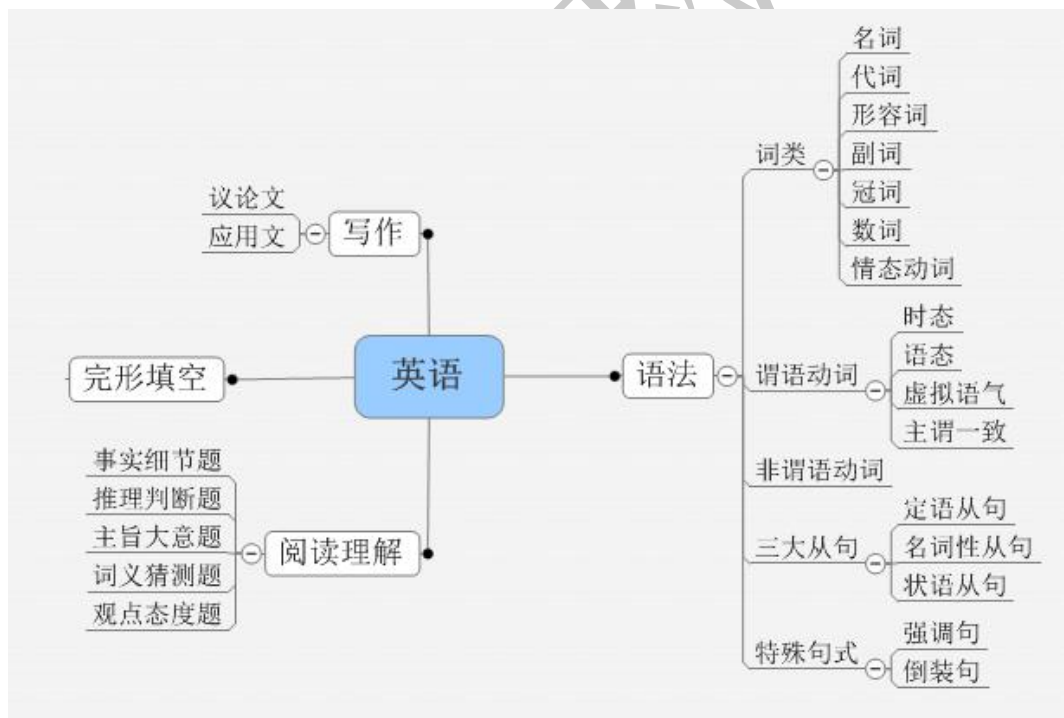 英语
写作
议论文
应用文
完形填空
阅读理解
事实细节题
推理判断题
主旨大意题
词义猜测题
观点态度题
语法
词类
名词
代词
形容词
副词
冠词
数词
情态动词
谓语动词
时态
语态
虚拟语气
主谓一致
非谓语动词
三大从句
定语从句
名词性从句
状语从句
特殊句式
强调句
倒装句